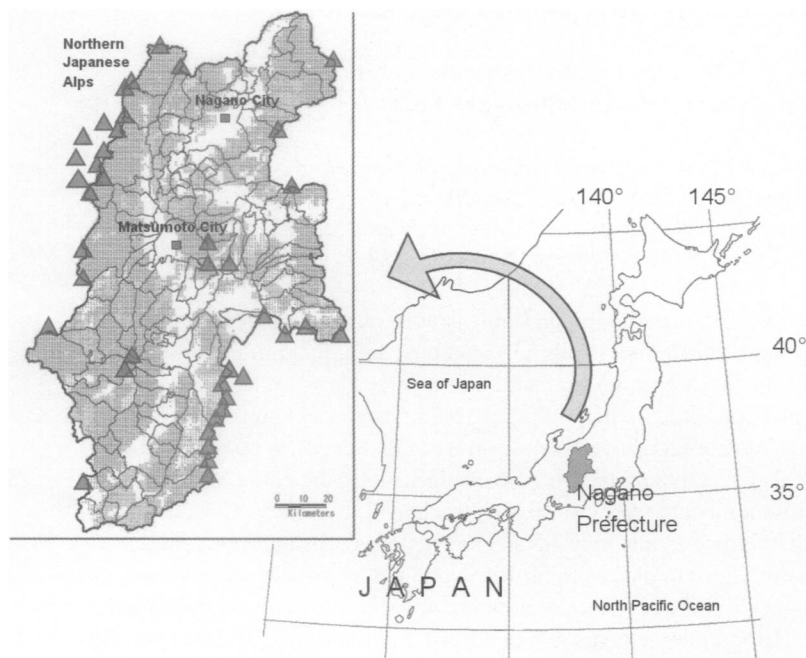 Northern
Japanese
Alps
Nagano City
Matsumoto City
0 10 20
Kilometers
140°
145°
40°
35°
Sea of Japan
Nagano
Prefecture
JAPAN
North Pacific Ocean